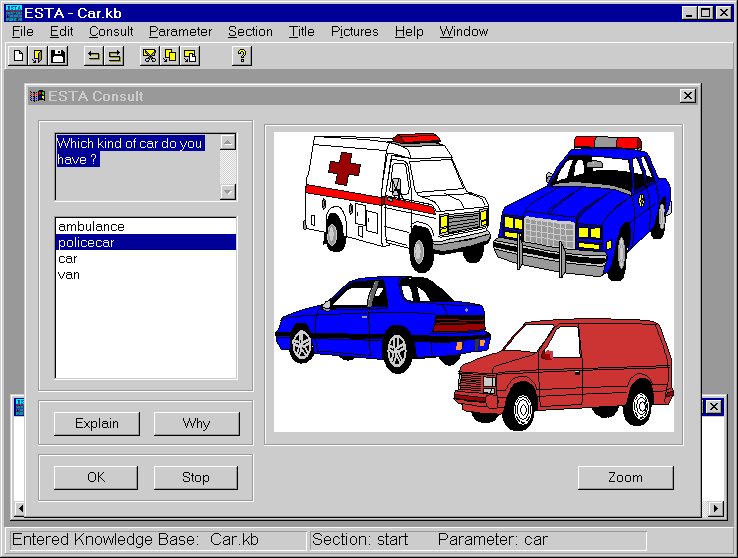 ESTA - Car.kb
File Edit Consult Parameter Section Title Pictures Help Window
ESTA Consult
Which kind of car do you
have ?
ambulance
policecar
car
van
Explain Why
OK Stop
Zoom
Entered Knowledge Base: Car.kb Section: start Parameter: car